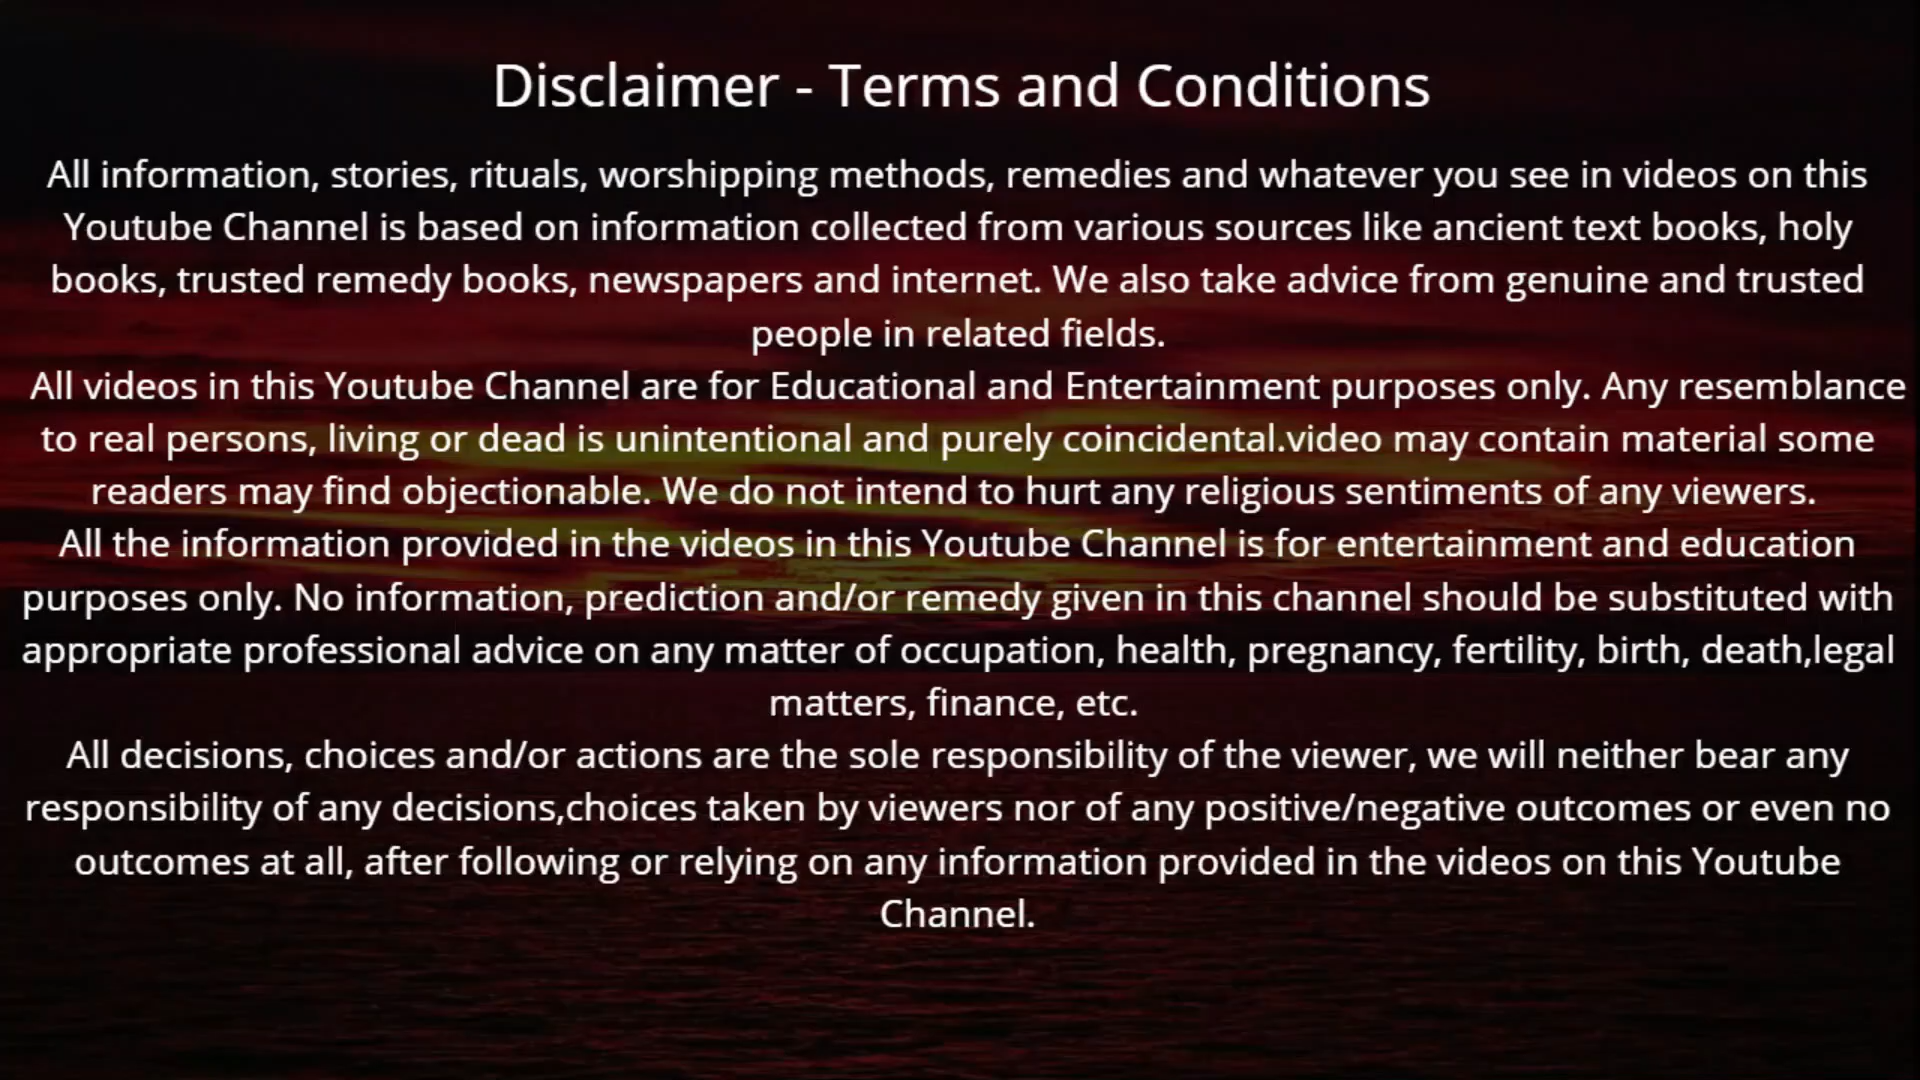 Disclaimer - Terms and Conditions
All information, stories, rituals, worshipping methods, remedies and whatever you see in videos on this
Youtube Channel is based on information collected from various sources like ancient text books, holy
books, trusted remedy books, newspapers and internet. We also take advice from genuine and trusted
people in related fields.
All videos in this Youtube Channel are for Educational and Entertainment purposes only. Any resemblance
to real persons, living or dead is unintentional and purely coincidental.video may contain material some
readers may find objectionable. We do not intend to hurt any religious sentiments of any viewers.
All the information provided in the videos in this Youtube Channel is for entertainment and education
purposes only. No information, prediction and/or remedy given in this channel should be substituted with
appropriate professional advice on any matter of occupation, health, pregnancy, fertility, birth, death,legal
matters, finance, etc.
All decisions, choices and/or actions are the sole responsibility of the viewer, we will neither bear any
responsibility of any decisions,choices taken by viewers nor of any positive/negative outcomes or even no
outcomes at all, after following or relying on any information provided in the videos on this Youtube
Channel.